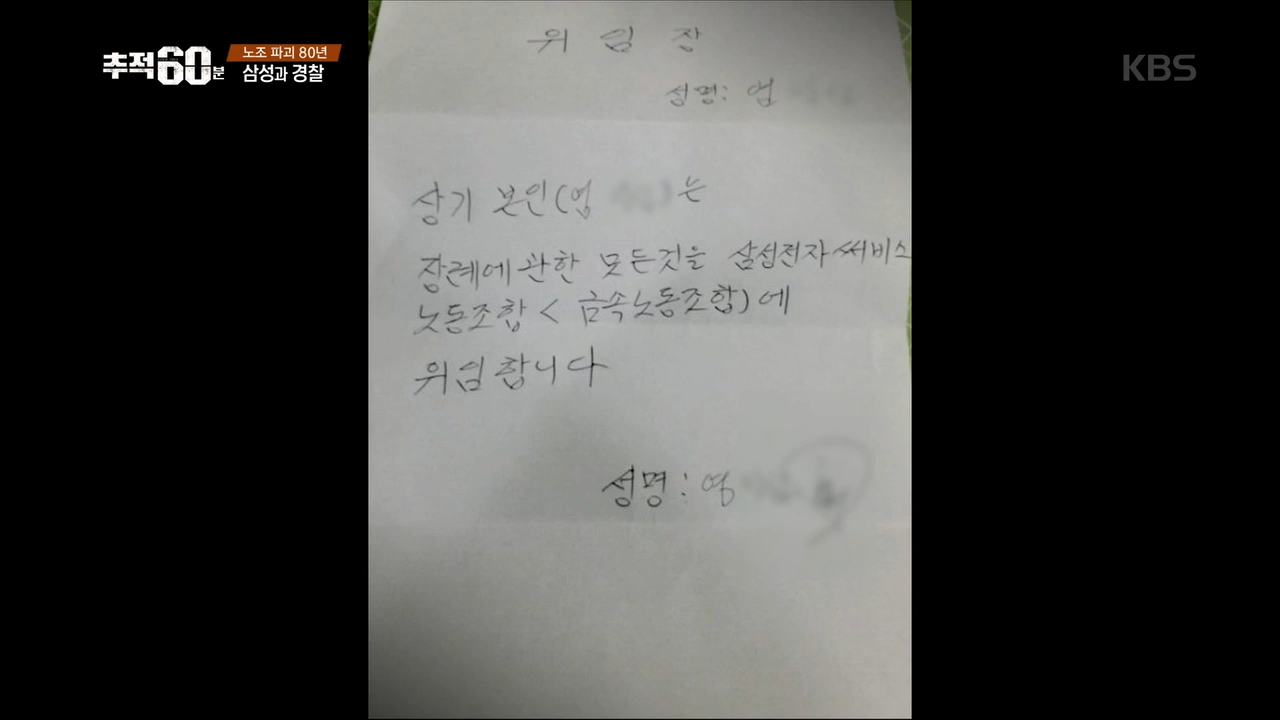 추적60분
노조 파괴 80년
삼성과 경찰
KBS
위 임 장
성명: 염
상기 본인(염 )는
장례에 관한 모든것을 삼성전자써비스
노동조합 < 금속노동조합)에
위임합니다
성명: 염